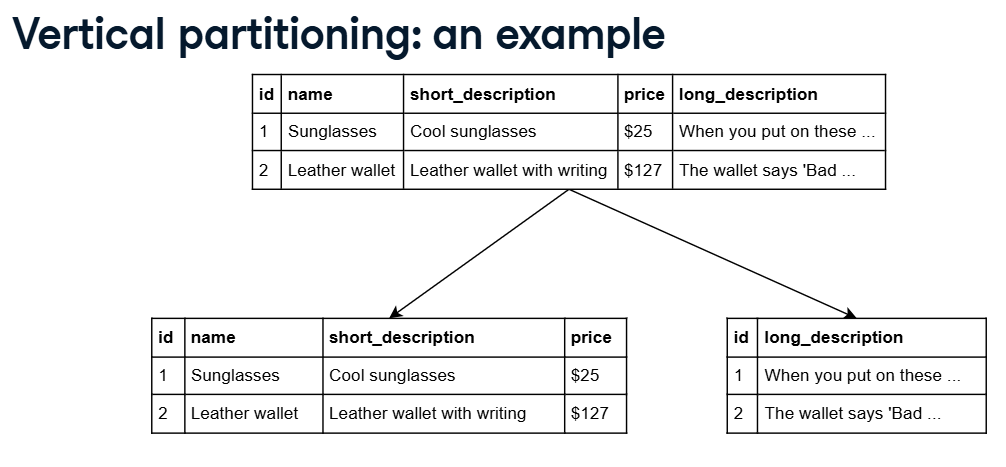 Vertical partitioning: an example
id name short_description price long_description
1 Sunglasses Cool sunglasses $25 When you put on these ...
2 Leather wallet Leather wallet with writing $127 The wallet says 'Bad ...
id name short_description price
1 Sunglasses Cool sunglasses $25
2 Leather wallet Leather wallet with writing $127
id long_description
1 When you put on these ...
2 The wallet says 'Bad ...